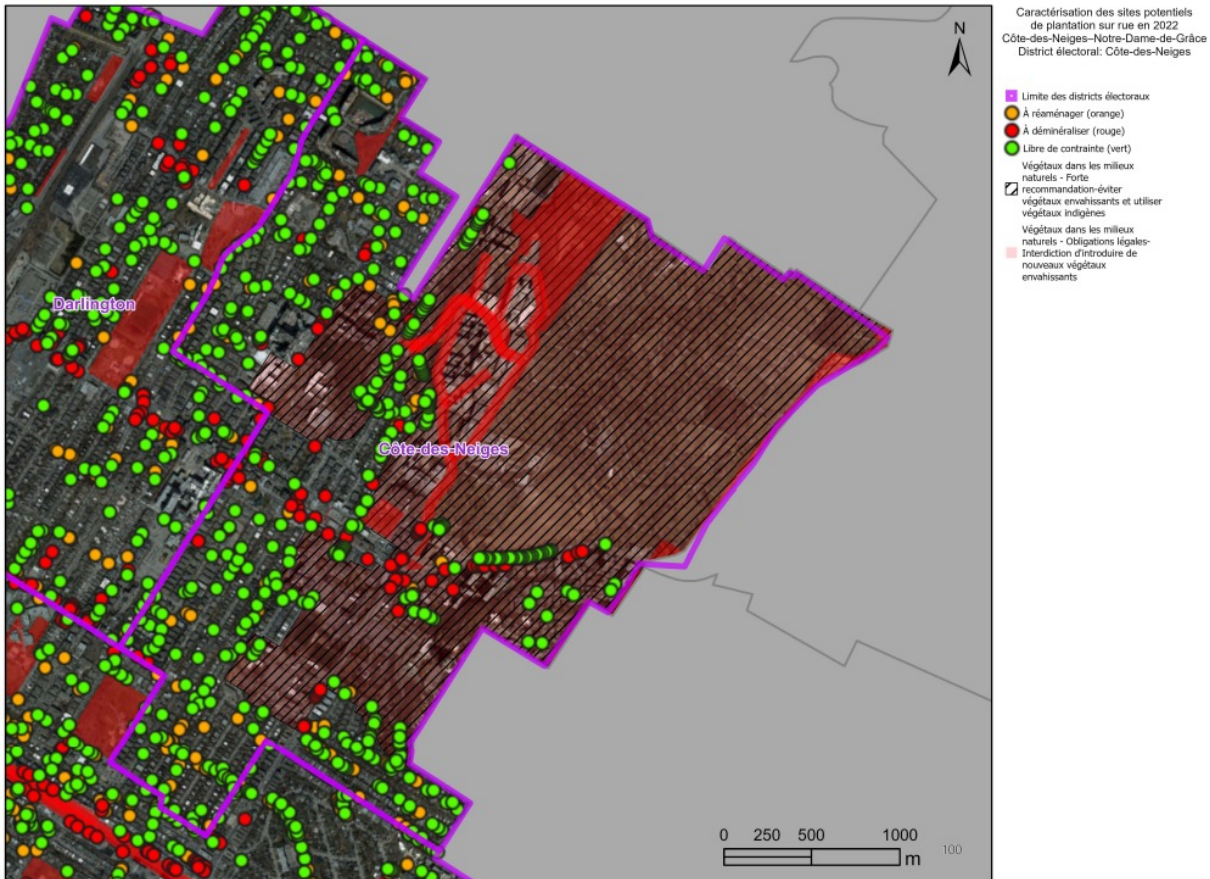 Caractérisation des sites potentiels
de plantation sur rue en 2022
Côte-des-Neiges–Notre-Dame-de-Grâce
District électoral: Côte-des-Neiges
N
Limite des districts électoraux
À réaménager (orange)
À déminéraliser (rouge)
Libre de contrainte (vert)
Végétaux dans les milieux
naturels - Forte
recommandation-éviter
végétaux envahissants et utiliser
végétaux indigènes
Végétaux dans les milieux
naturels - Obligations légales-
Interdiction d'introduire de
nouveaux végétaux
envahissants
Darlington
Côte-des-Neiges
0 250 500 1000
m
100